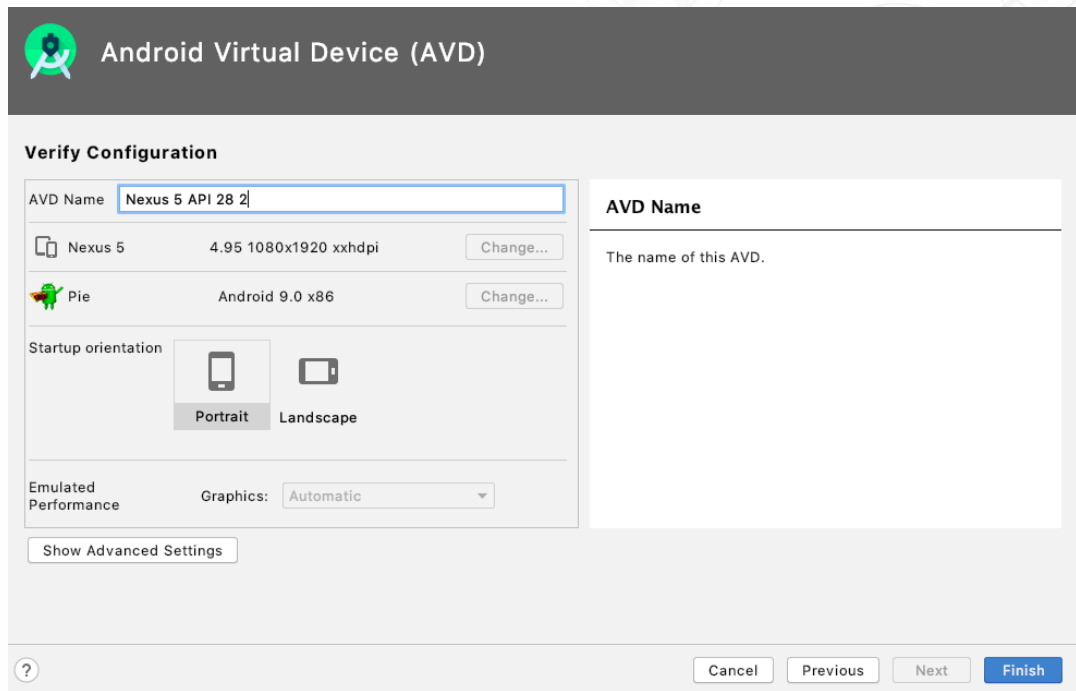 Android Virtual Device (AVD)
Verify Configuration
AVD Name Nexus 5 API 28 2
Nexus 5 4.95 1080x1920 xxhdpi Change...
Pie Android 9.0 x86 Change...
Startup orientation
Portrait Landscape
Emulated
Performance
Graphics: Automatic
Show Advanced Settings
AVD Name
The name of this AVD.
? Cancel Previous Next Finish